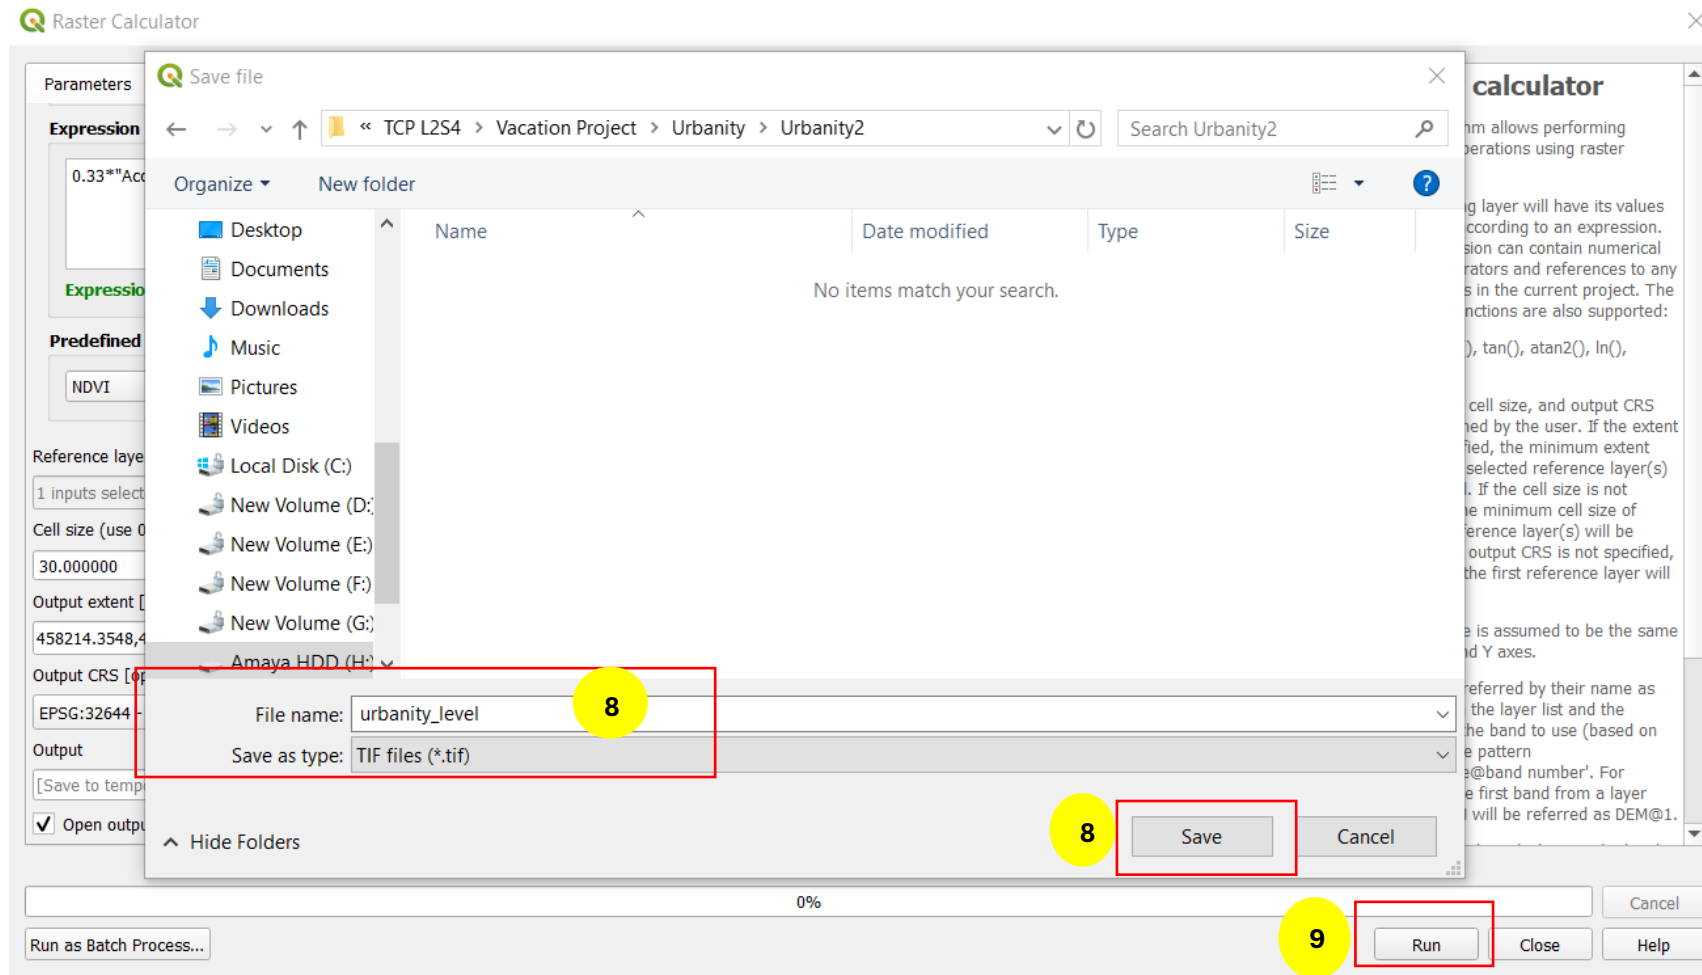 Raster Calculator
Parameters
Save file
calculator
« TCP L2S4 > Vacation Project > Urbanity > Urbanity2
Search Urbanity2
Expression
0.33*"Acc
Expressio
Predefined
NDVI
Reference laye
1 inputs select
Cell size (use 0
30.000000
Output extent [
458214.3548,4
Output CRS [op
EPSG:32644 -
Output
[Save to temp
Open outpu
Organize
New folder
?
Desktop
Documents
Downloads
Music
Pictures
Videos
Local Disk (C:)
New Volume (D:)
New Volume (E:)
New Volume (F:)
New Volume (G:)
Amaya HDD (H:)
Name
Date modified
Type
Size
No items match your search.
File name: urbanity_level
8
Save as type: TIF files (*.tif)
Hide Folders
8
Save
Cancel
hm allows performing
perations using raster
g layer will have its values
ccording to an expression.
sion can contain numerical
rators and references to any
s in the current project. The
nctions are also supported:
), tan(), atan2(), ln(),
cell size, and output CRS
ned by the user. If the extent
fied, the minimum extent
selected reference layer(s)
. If the cell size is not
he minimum cell size of
ference layer(s) will be
output CRS is not specified,
the first reference layer will
e is assumed to be the same
nd Y axes.
referred by their name as
the layer list and the
he band to use (based on
e pattern
e@band number'. For
e first band from a layer
will be referred as DEM@1.
0%
Cancel
Run as Batch Process...
9
Run
Close
Help